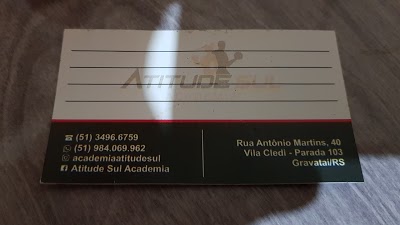 ATITUDE SUL
(51) 3496.6759
(51) 984.069.962
academiaatitudesul
Atitude Sul Academia
Rua Antônio Martins, 40
Vila Cledi - Parada 103
Gravataí/RS